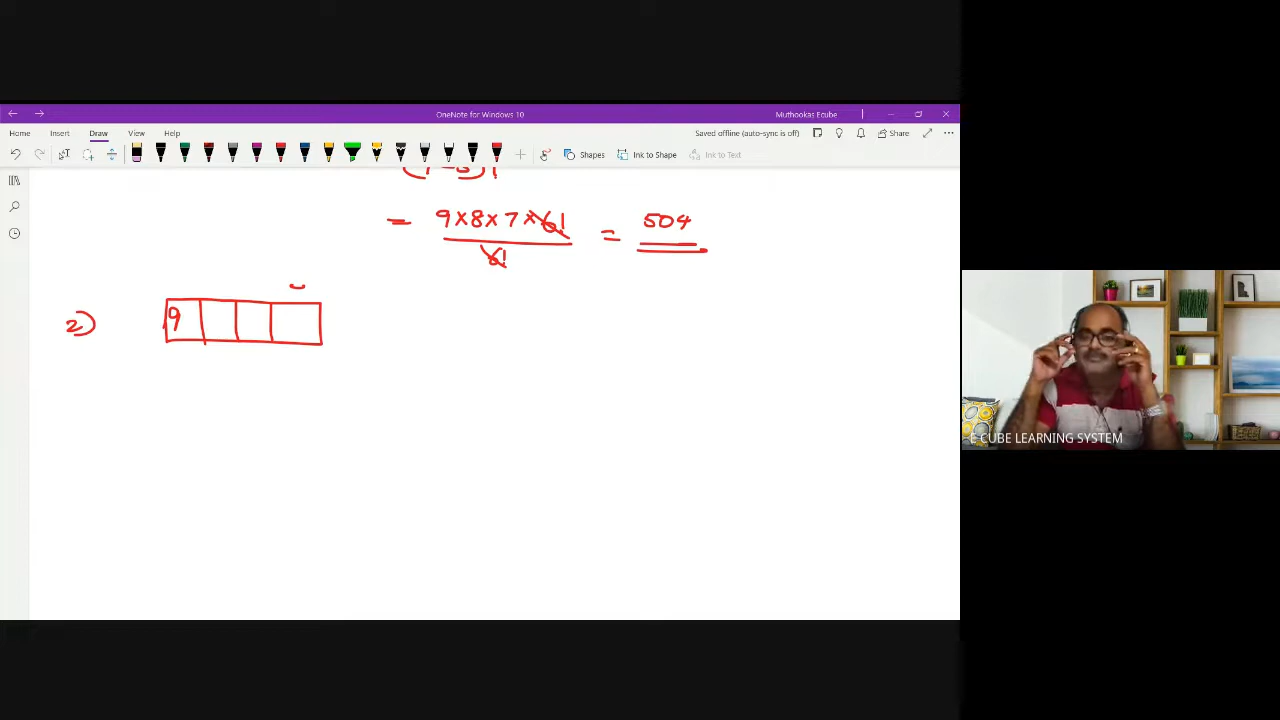 OneNote for Windows 10
Muthookas Ecube
Home Insert Draw View Help
Saved offline (auto-sync is off)
Share
Shapes
Ink to Shape
Ink to Text
= 9×8×7×6! = 504
6!
2)
9
E CUBE LEARNING SYSTEM